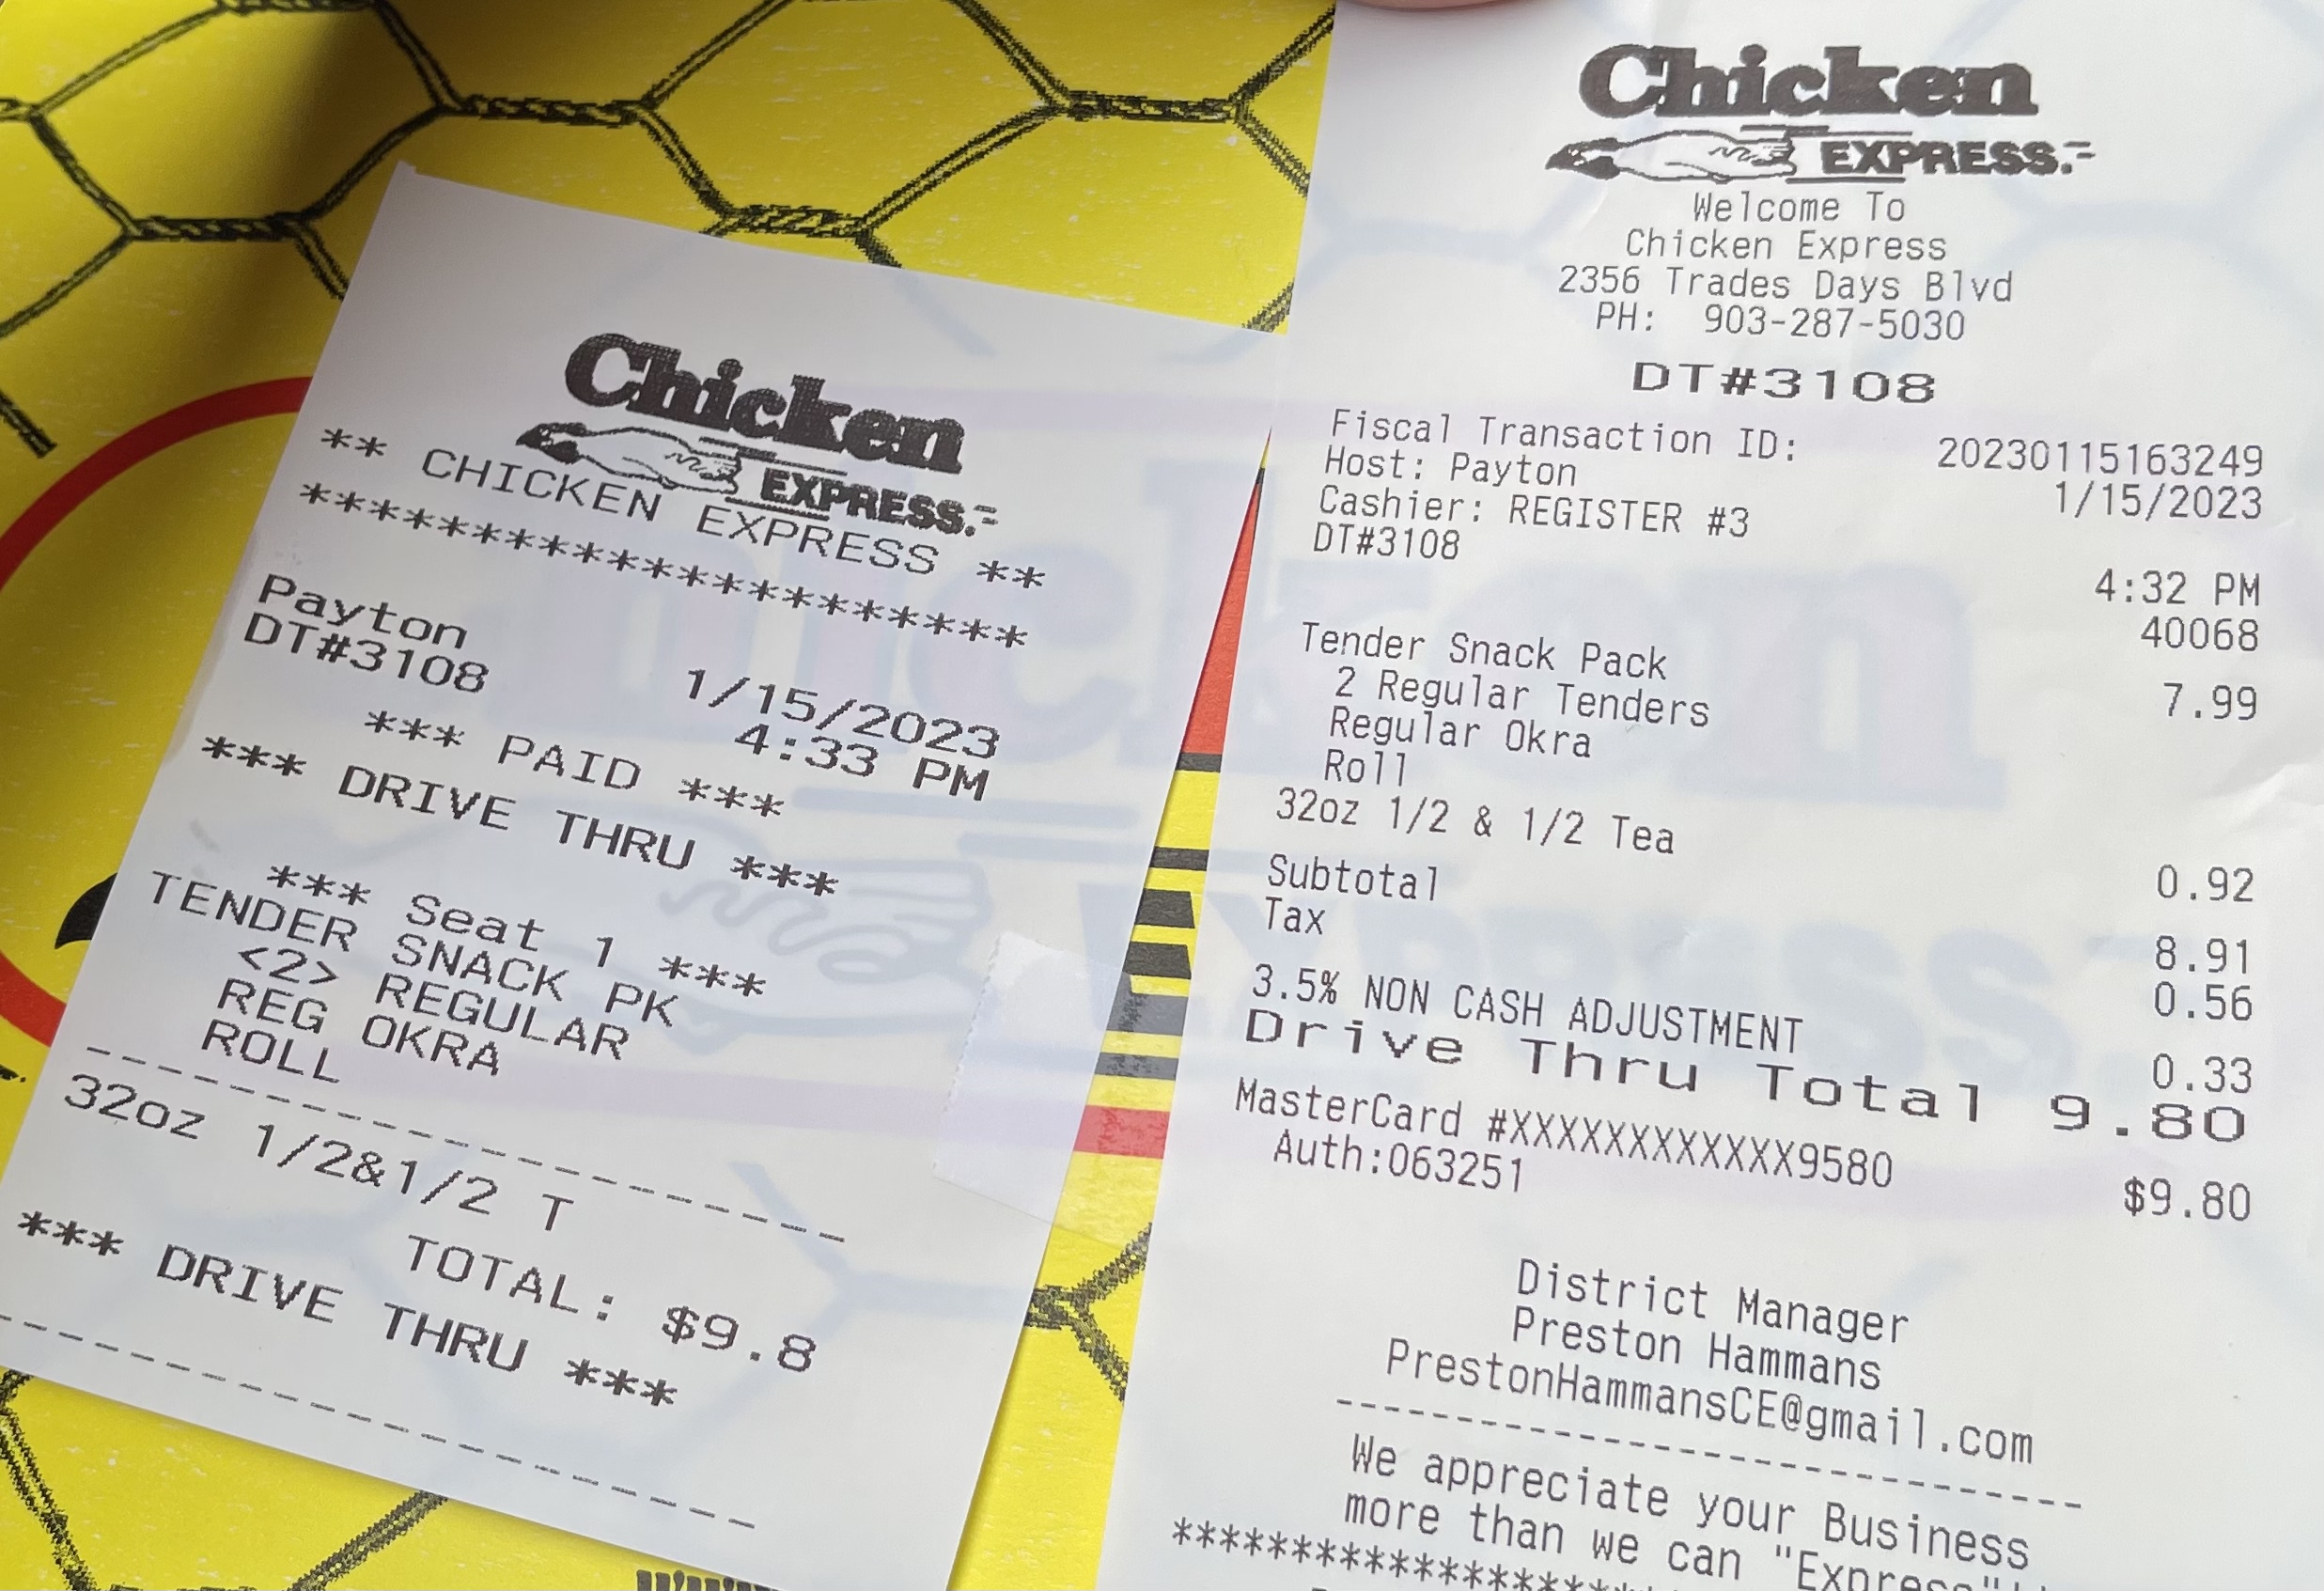 Chicken
EXPRESS.
** CHICKEN EXPRESS **
*********************
Payton
DT#3108
1/15/2023
4:33 PM
*** PAID ***
*** DRIVE THRU ***
*** Seat 1 ***
TENDER SNACK PK
<2> REGULAR
REG OKRA
ROLL
----------------------
32oz 1/2&1/2 T
TOTAL: $9.8
*** DRIVE THRU ***
----------------------
Chicken
EXPRESS.
Welcome To
Chicken Express
2356 Trades Days Blvd
PH: 903-287-5030
DT#3108
Fiscal Transaction ID: 20230115163249
Host: Payton 1/15/2023
Cashier: REGISTER #3
DT#3108 4:32 PM
40068
Tender Snack Pack 7.99
2 Regular Tenders
Regular Okra
Roll
32oz 1/2 & 1/2 Tea 0.92
Subtotal 8.91
Tax 0.56
3.5% NON CASH ADJUSTMENT 0.33
Drive Thru Total 9.80
MasterCard #XXXXXXXXXXXX9580 $9.80
Auth:063251
District Manager
Preston Hammans
PrestonHammansCE@gmail.com
--------------------------
We appreciate your Business
more than we can "Express"!